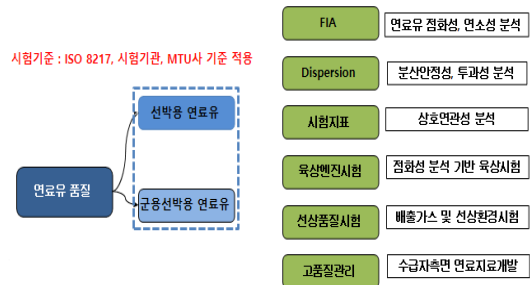 FIA
연료유 점화성, 연소성 분석
시험기준 : ISO 8217, 시험기관, MTU사 기준 적용
Dispersion
분산안정성, 투과성 분석
선박용 연료유
시험지표
상호연관성 분석
육상엔진시험
점화성 분석 기반 육상시험
연료유 품질
군용선박용 연료유
선상품질시험
배출가스 및 선상환경시험
고품질관리
수급자측면 연료지료개발